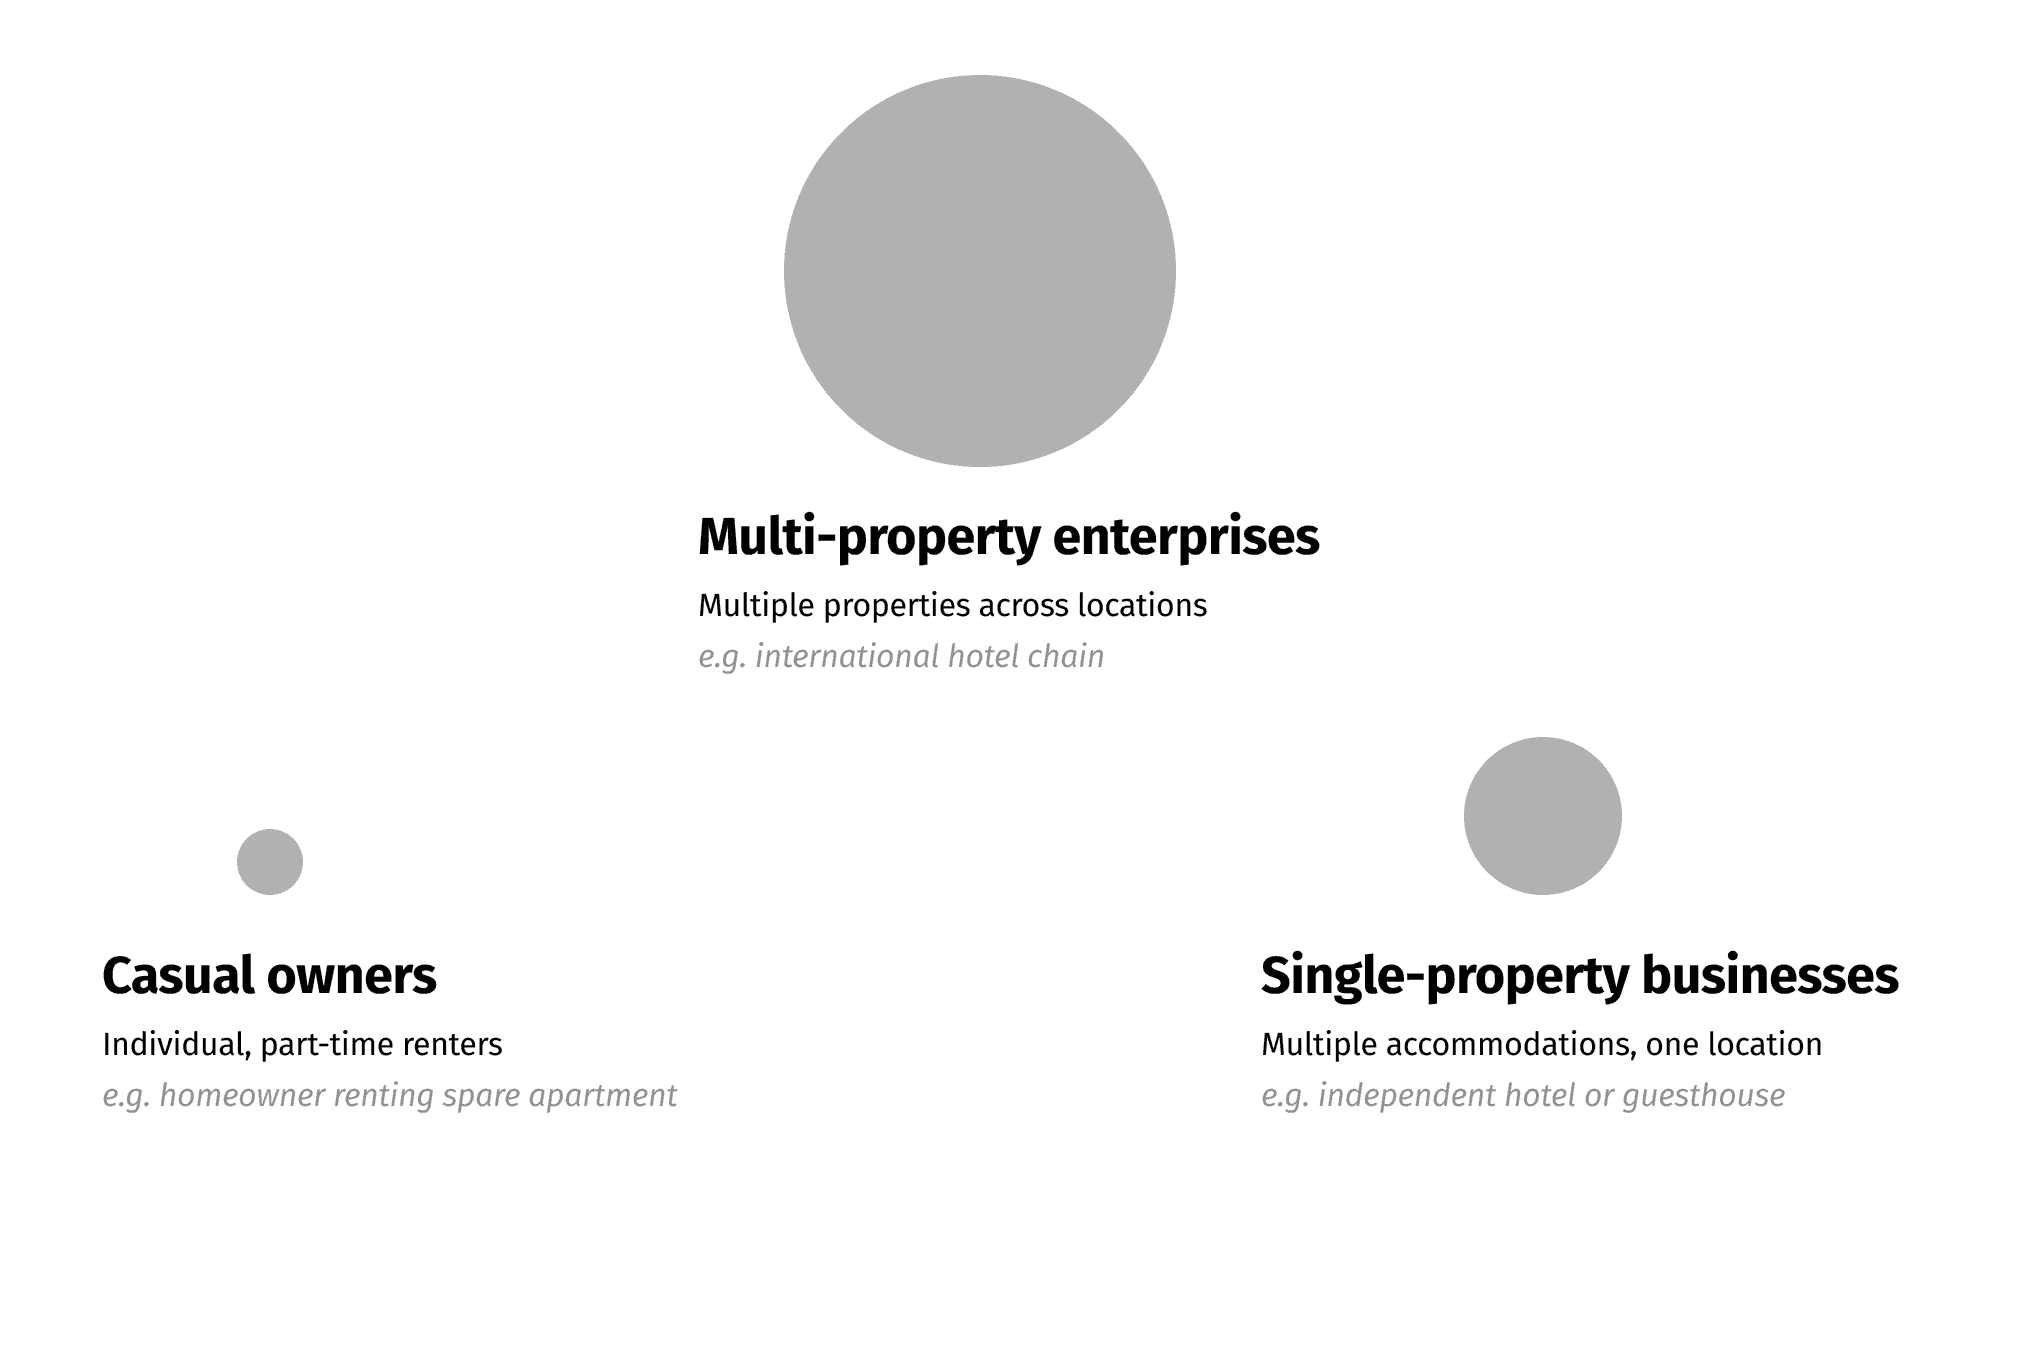 Multi-property enterprises
Multiple properties across locations
e.g. international hotel chain
Casual owners
Individual, part-time renters
e.g. homeowner renting spare apartment
Single-property businesses
Multiple accommodations, one location
e.g. independent hotel or guesthouse